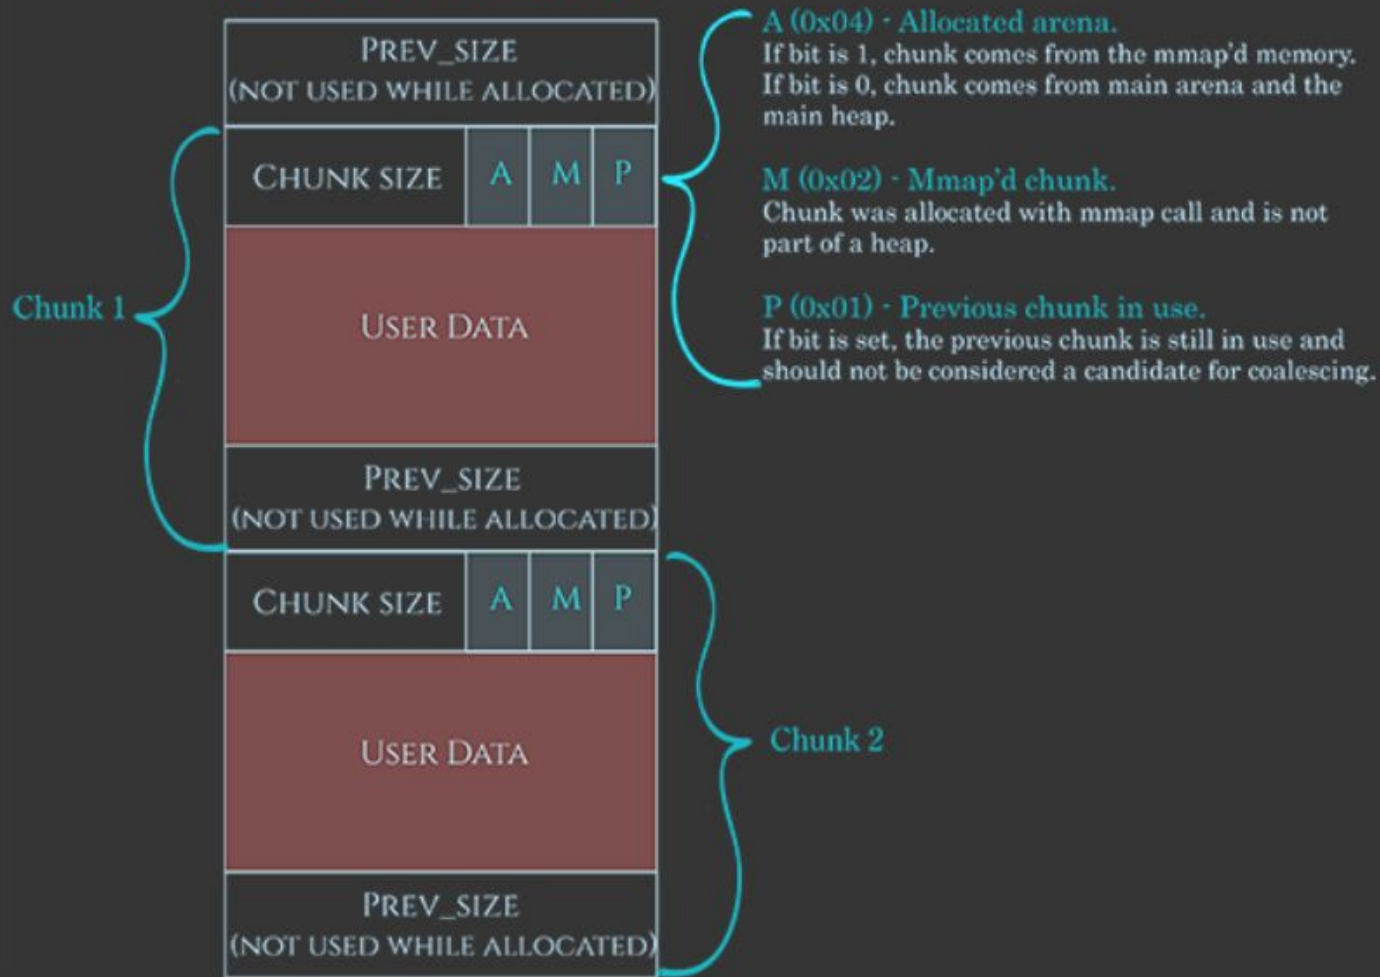 PREV_SIZE
(NOT USED WHILE ALLOCATED)
CHUNK SIZE A M P
USER DATA
PREV_SIZE
(NOT USED WHILE ALLOCATED)
CHUNK SIZE A M P
USER DATA
PREV_SIZE
(NOT USED WHILE ALLOCATED)
Chunk 1
A (0x04) - Allocated arena.
If bit is 1, chunk comes from the mmap'd memory.
If bit is 0, chunk comes from main arena and the
main heap.
M (0x02) - Mmap'd chunk.
Chunk was allocated with mmap call and is not
part of a heap.
P (0x01) - Previous chunk in use.
If bit is set, the previous chunk is still in use and
should not be considered a candidate for coalescing.
Chunk 2